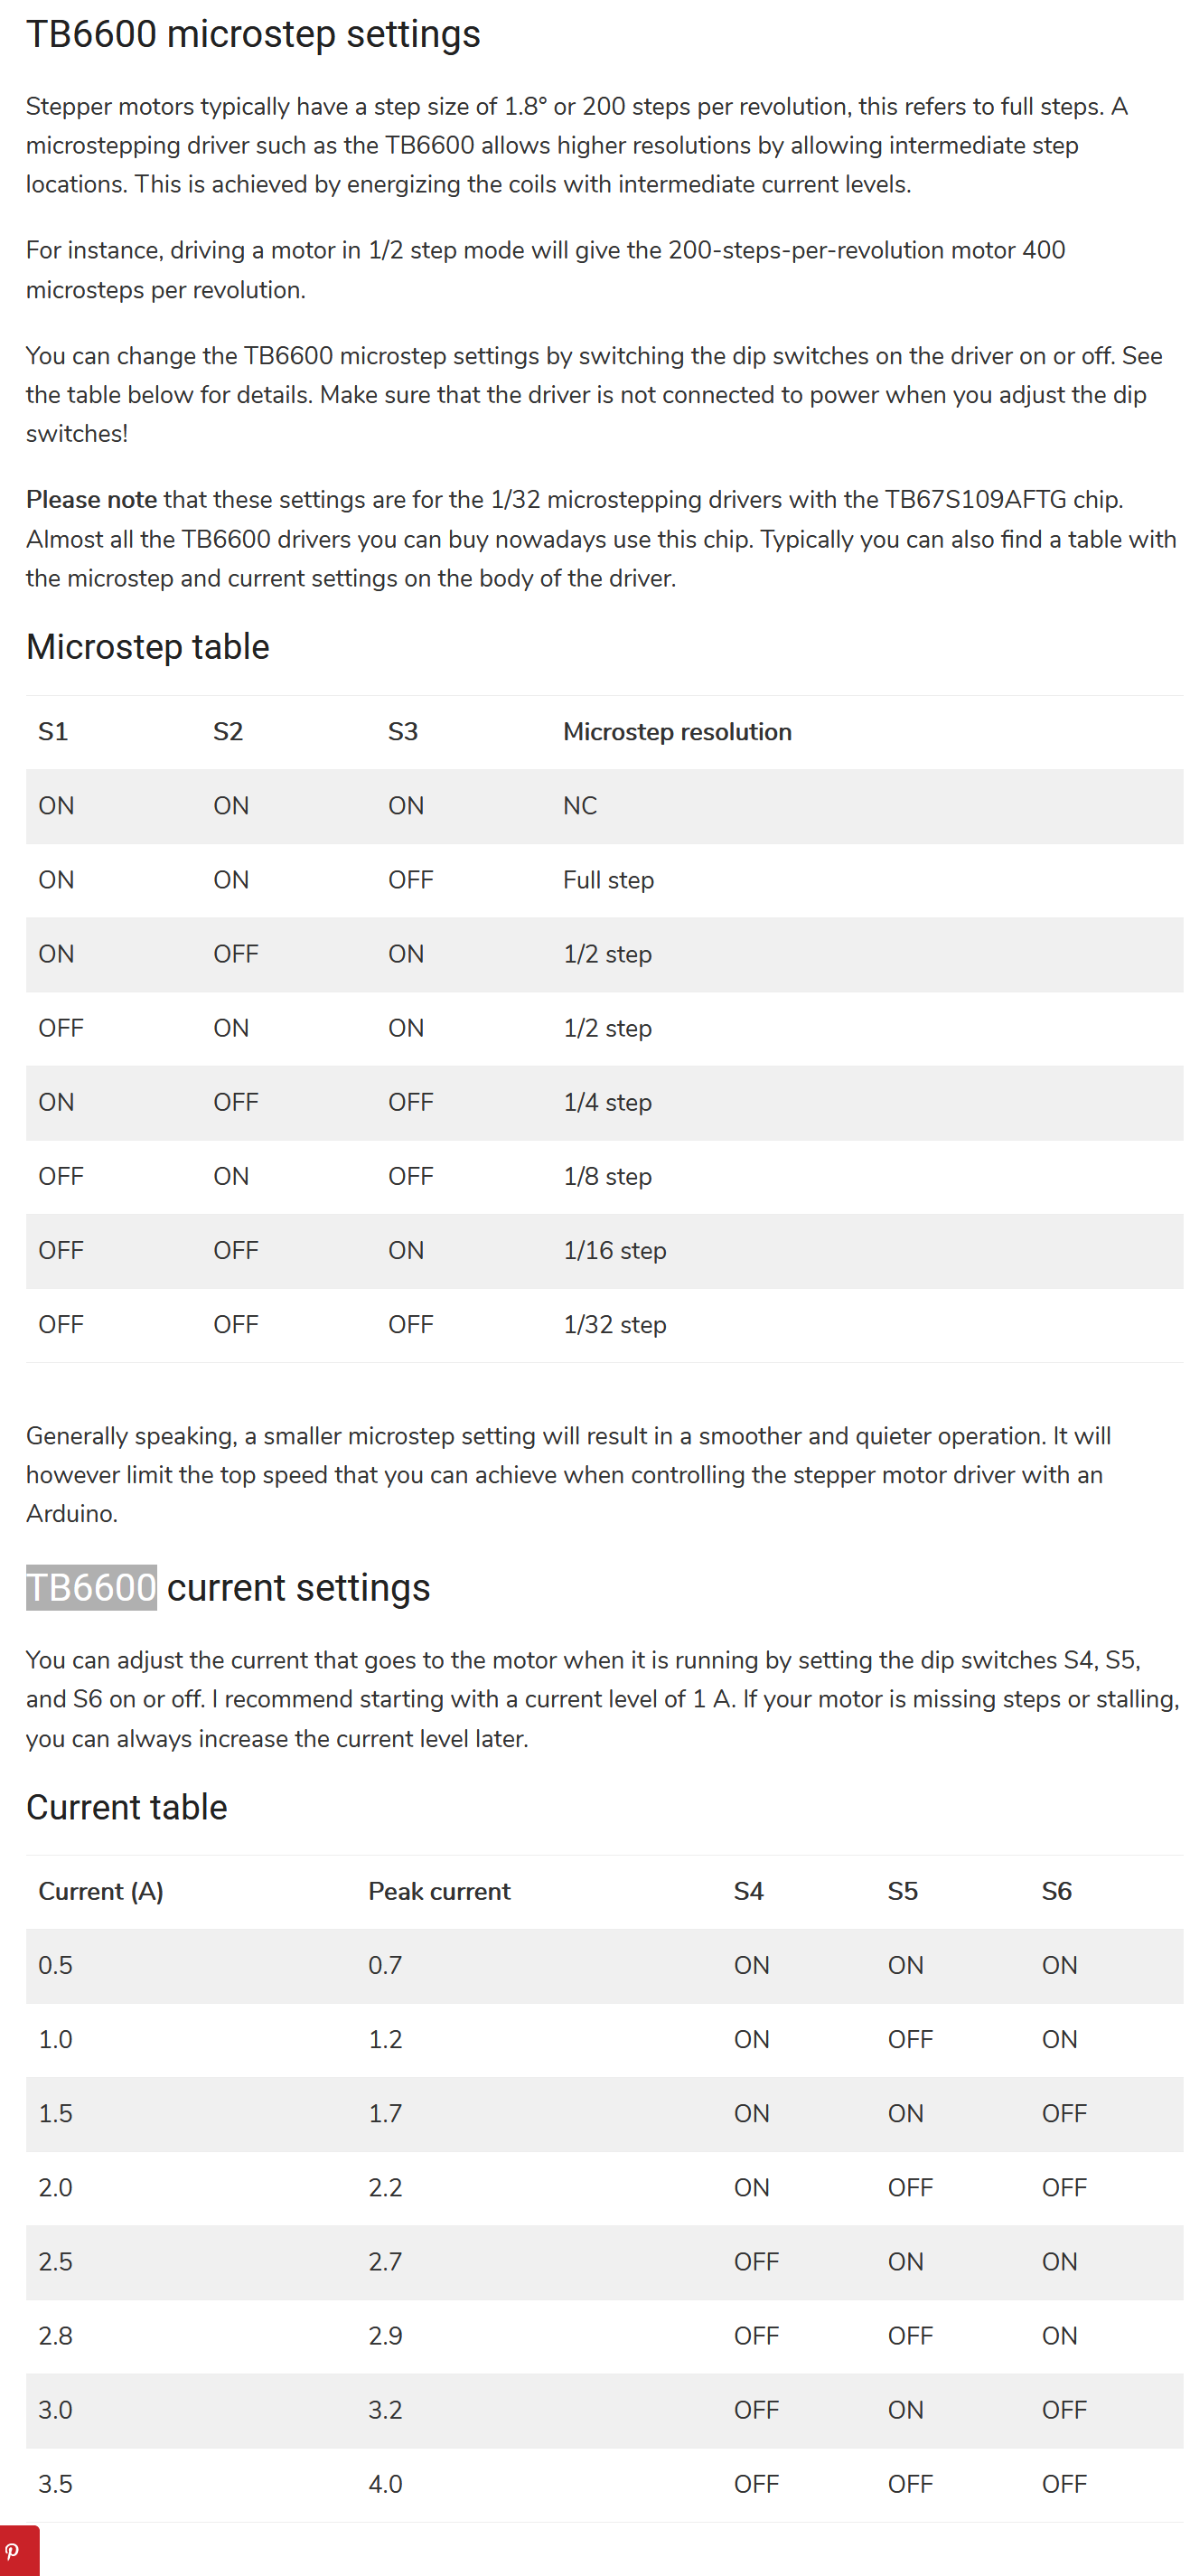 TB6600 microstep settings
Stepper motors typically have a step size of 1.8° or 200 steps per revolution, this refers to full steps. A
microstepping driver such as the TB6600 allows higher resolutions by allowing intermediate step
locations. This is achieved by energizing the coils with intermediate current levels.
For instance, driving a motor in 1/2 step mode will give the 200-steps-per-revolution motor 400
microsteps per revolution.
You can change the TB6600 microstep settings by switching the dip switches on the driver on or off. See
the table below for details. Make sure that the driver is not connected to power when you adjust the dip
switches!
Please note that these settings are for the 1/32 microstepping drivers with the TB67S109AFTG chip.
Almost all the TB6600 drivers you can buy nowadays use this chip. Typically you can also find a table with
the microstep and current settings on the body of the driver.
Microstep table
S1 S2 S3 Microstep resolution
ON ON ON NC
ON ON OFF Full step
ON OFF ON 1/2 step
OFF ON ON 1/2 step
ON OFF OFF 1/4 step
OFF ON OFF 1/8 step
OFF OFF ON 1/16 step
OFF OFF OFF 1/32 step
Generally speaking, a smaller microstep setting will result in a smoother and quieter operation. It will
however limit the top speed that you can achieve when controlling the stepper motor driver with an
Arduino.
TB6600 current settings
You can adjust the current that goes to the motor when it is running by setting the dip switches S4, S5,
and S6 on or off. I recommend starting with a current level of 1 A. If your motor is missing steps or stalling,
you can always increase the current level later.
Current table
Current (A) Peak current S4 S5 S6
0.5 0.7 ON ON ON
1.0 1.2 ON OFF ON
1.5 1.7 ON ON OFF
2.0 2.2 ON OFF OFF
2.5 2.7 OFF ON ON
2.8 2.9 OFF OFF ON
3.0 3.2 OFF ON OFF
3.5 4.0 OFF OFF OFF